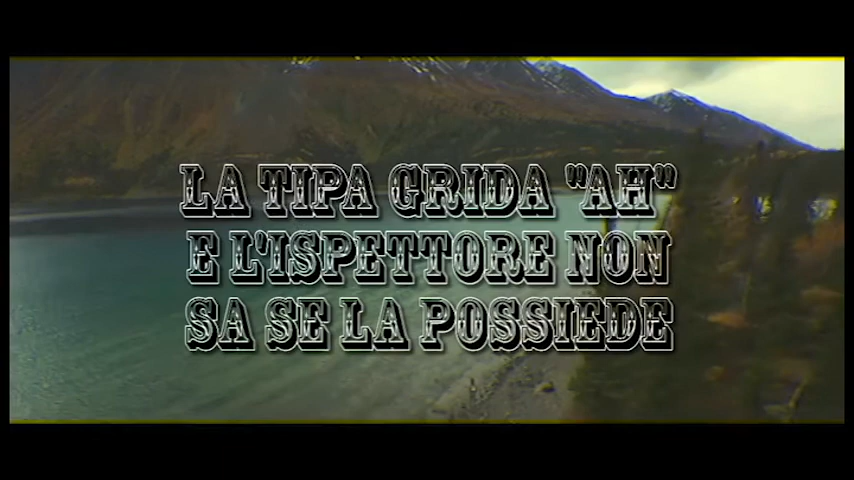 LA TIPA GRIDA "AH"
E L'ISPETTORE NON
SA SE LA POSSIEDE